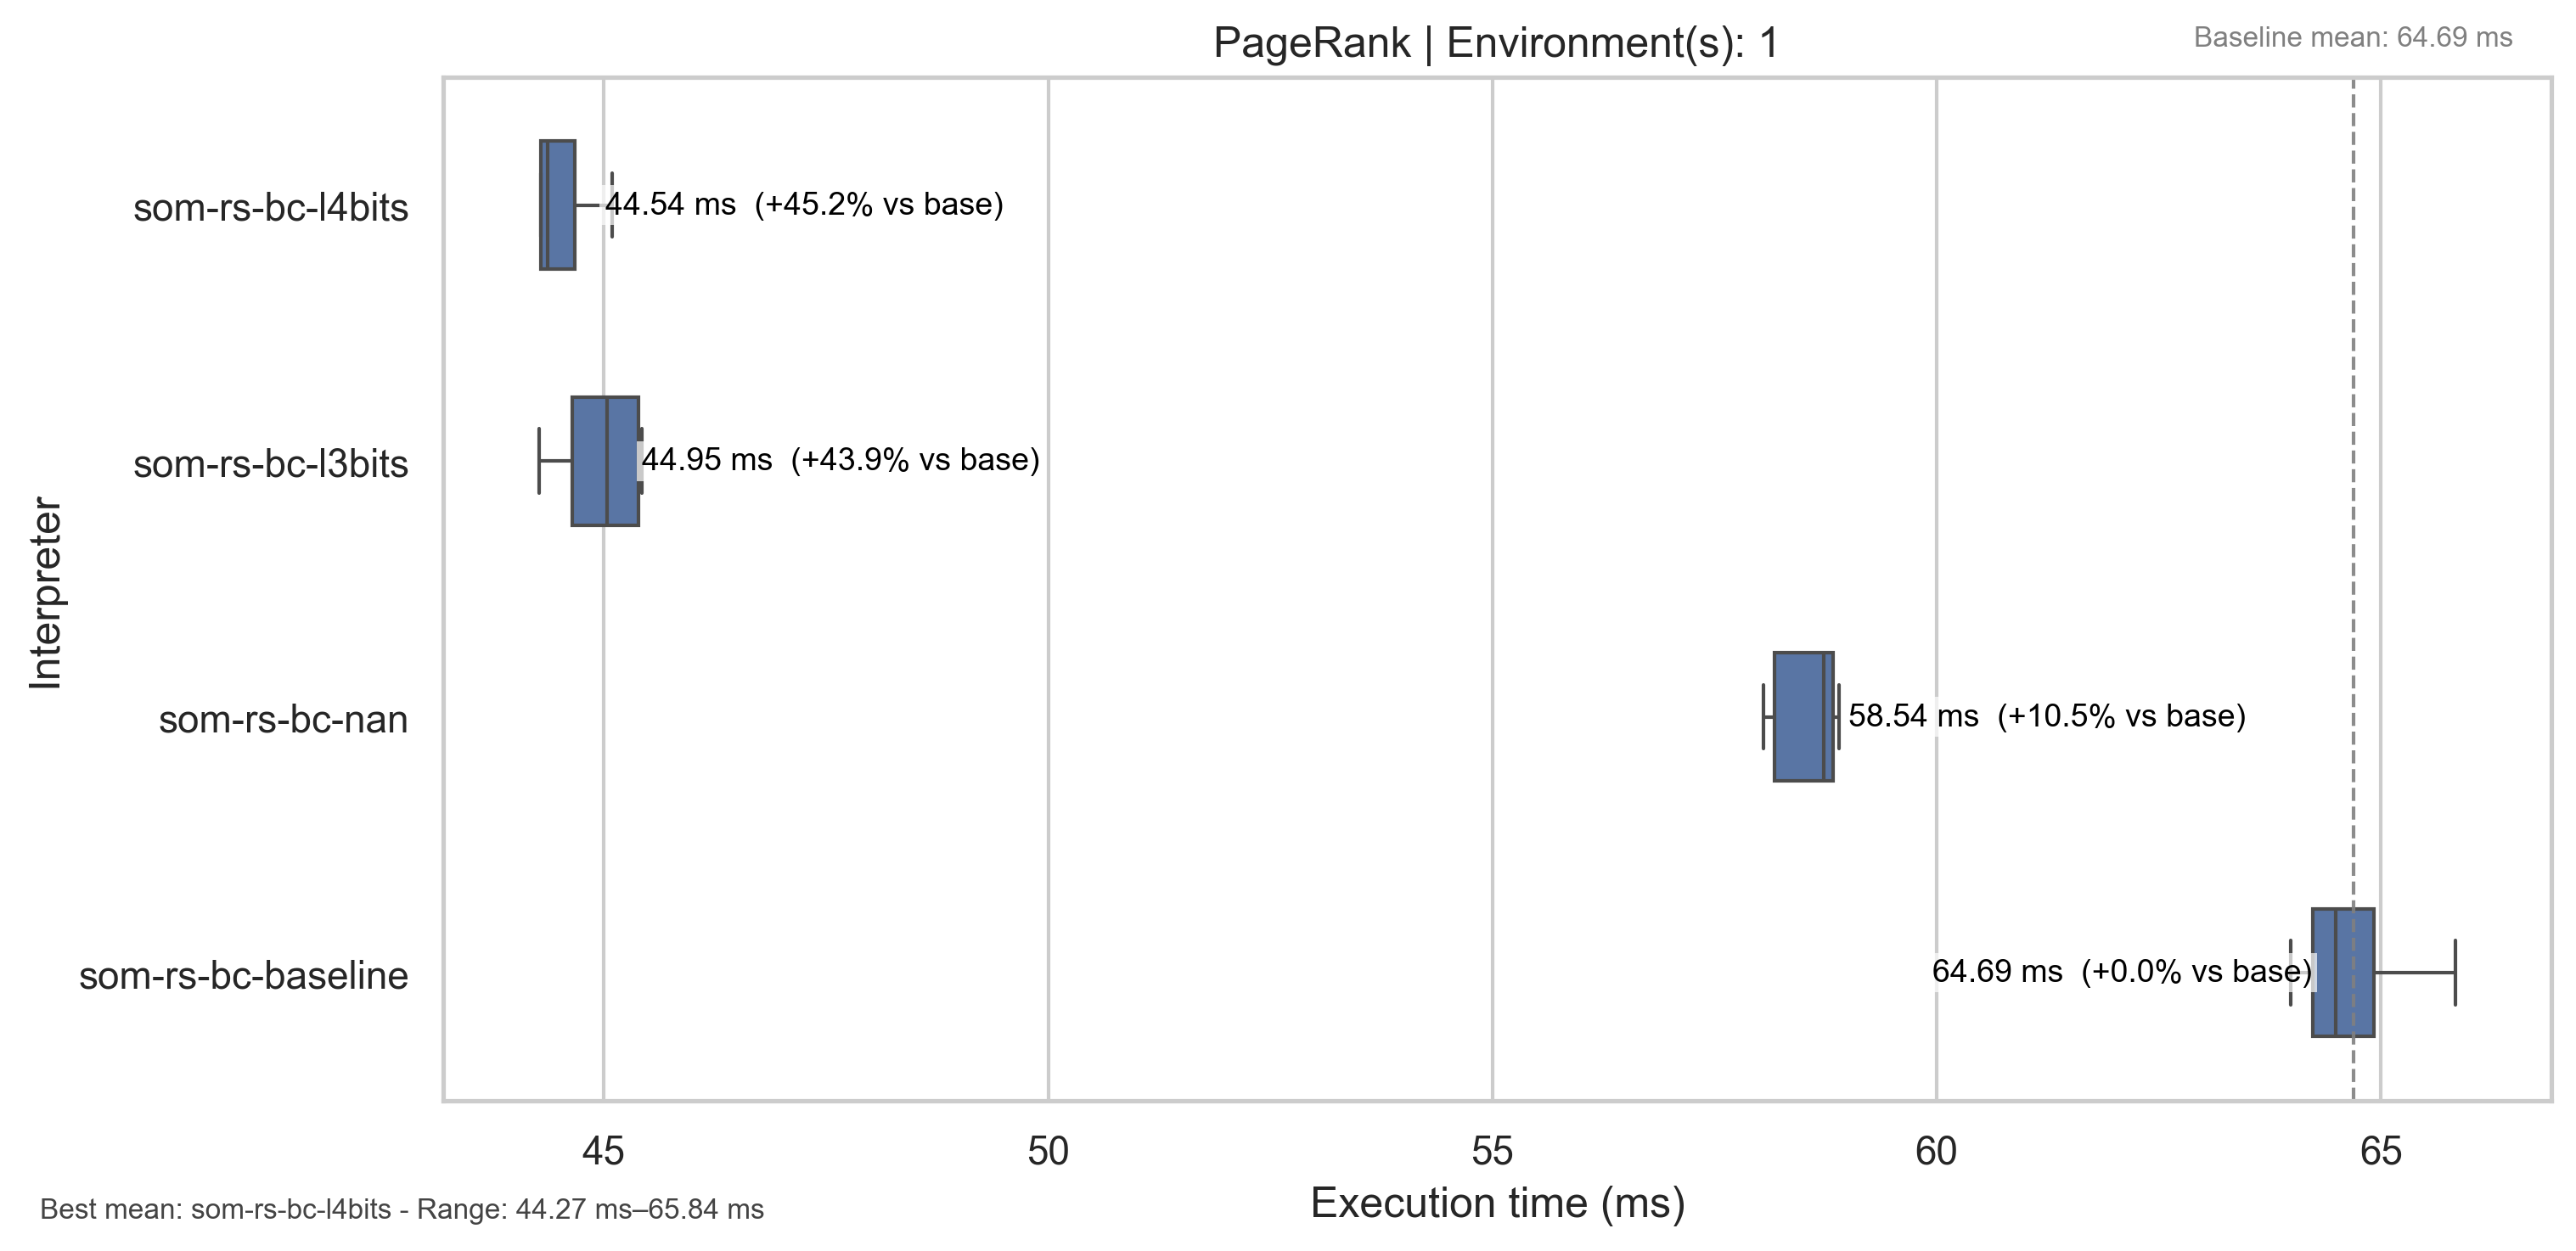 PageRank | Environment(s): 1
Baseline mean: 64.69 ms
Interpreter
som-rs-bc-l4bits
44.54 ms  (+45.2% vs base)
som-rs-bc-l3bits
44.95 ms  (+43.9% vs base)
som-rs-bc-nan
58.54 ms  (+10.5% vs base)
som-rs-bc-baseline
64.69 ms  (+0.0% vs base)
45 50 55 60 65
Execution time (ms)
Best mean: som-rs-bc-l4bits - Range: 44.27 ms–65.84 ms